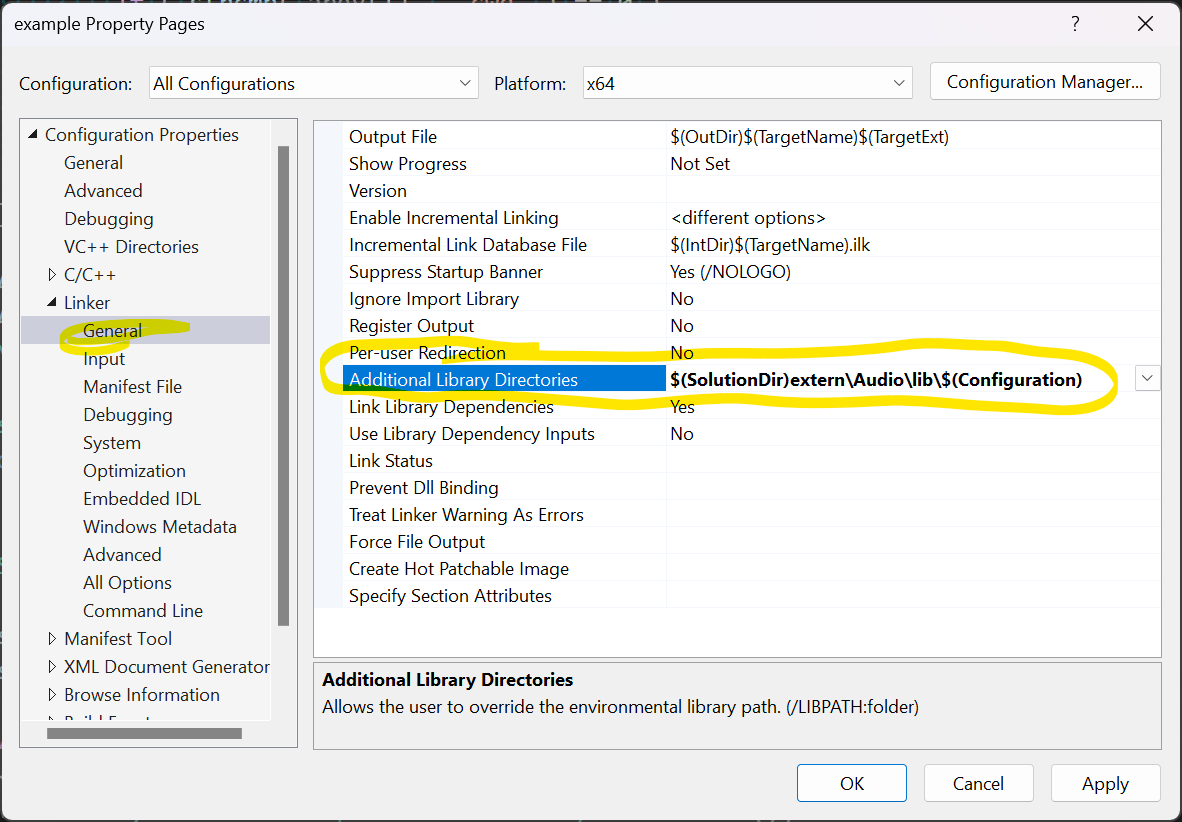 example Property Pages
?
Configuration:
All Configurations
Platform:
x64
Configuration Manager...
Configuration Properties
General
Advanced
Debugging
VC++ Directories
C/C++
Linker
General
Input
Manifest File
Debugging
System
Optimization
Embedded IDL
Windows Metadata
Advanced
All Options
Command Line
Manifest Tool
XML Document Generator
Browse Information
Output File $(OutDir)$(TargetName)$(TargetExt)
Show Progress Not Set
Version
Enable Incremental Linking <different options>
Incremental Link Database File $(IntDir)$(TargetName).ilk
Suppress Startup Banner Yes (/NOLOGO)
Ignore Import Library No
Register Output No
Per-user Redirection No
Additional Library Directories $(SolutionDir)extern\Audio\lib\$(Configuration)
Link Library Dependencies Yes
Use Library Dependency Inputs No
Link Status
Prevent Dll Binding
Treat Linker Warning As Errors
Force File Output
Create Hot Patchable Image
Specify Section Attributes
Additional Library Directories
Allows the user to override the environmental library path. (/LIBPATH:folder)
OK
Cancel
Apply